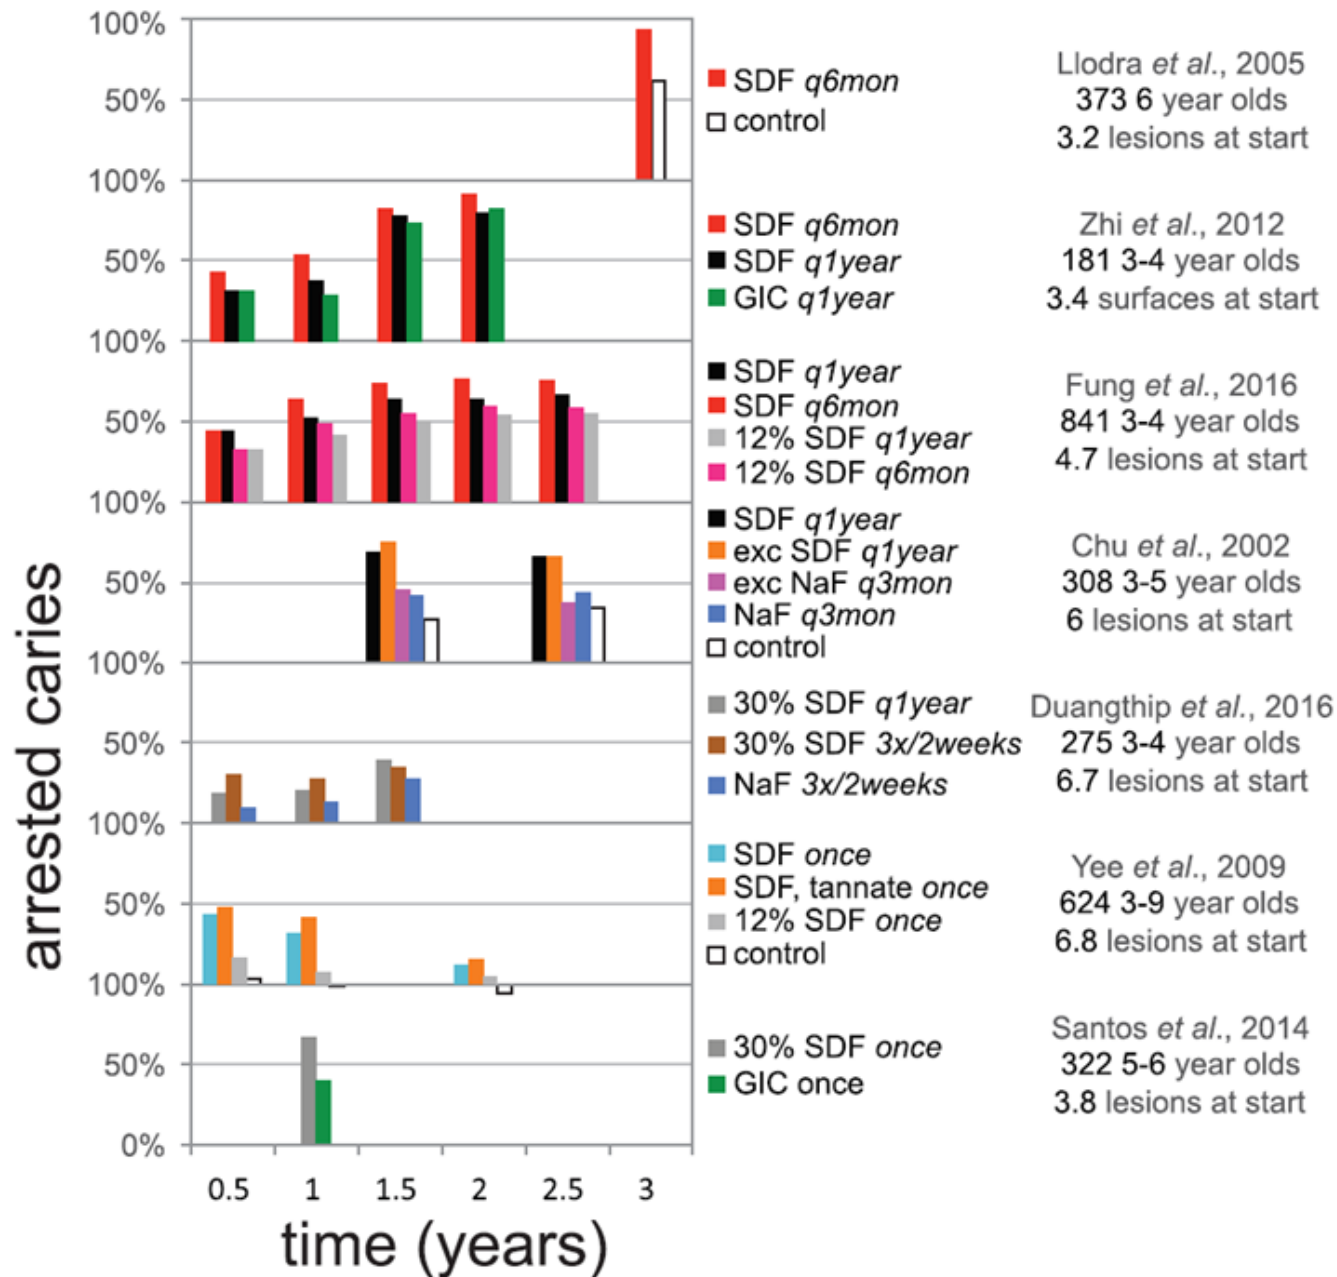 100%
50%
100%
50%
100%
50%
100%
50%
100%
50%
100%
50%
100%
50%
0%
arrested caries
0.5 1 1.5 2 2.5 3
time (years)
SDF q6mon
control
Llodra et al., 2005
373 6 year olds
3.2 lesions at start
SDF q6mon
SDF q1year
GIC q1year
Zhi et al., 2012
181 3-4 year olds
3.4 surfaces at start
SDF q1year
SDF q6mon
12% SDF q1year
12% SDF q6mon
Fung et al., 2016
841 3-4 year olds
4.7 lesions at start
SDF q1year
exc SDF q1year
exc NaF q3mon
NaF q3mon
control
Chu et al., 2002
308 3-5 year olds
6 lesions at start
30% SDF q1year
30% SDF 3x/2weeks
NaF 3x/2weeks
Duangthip et al., 2016
275 3-4 year olds
6.7 lesions at start
SDF once
SDF, tannate once
12% SDF once
control
Yee et al., 2009
624 3-9 year olds
6.8 lesions at start
30% SDF once
GIC once
Santos et al., 2014
322 5-6 year olds
3.8 lesions at start